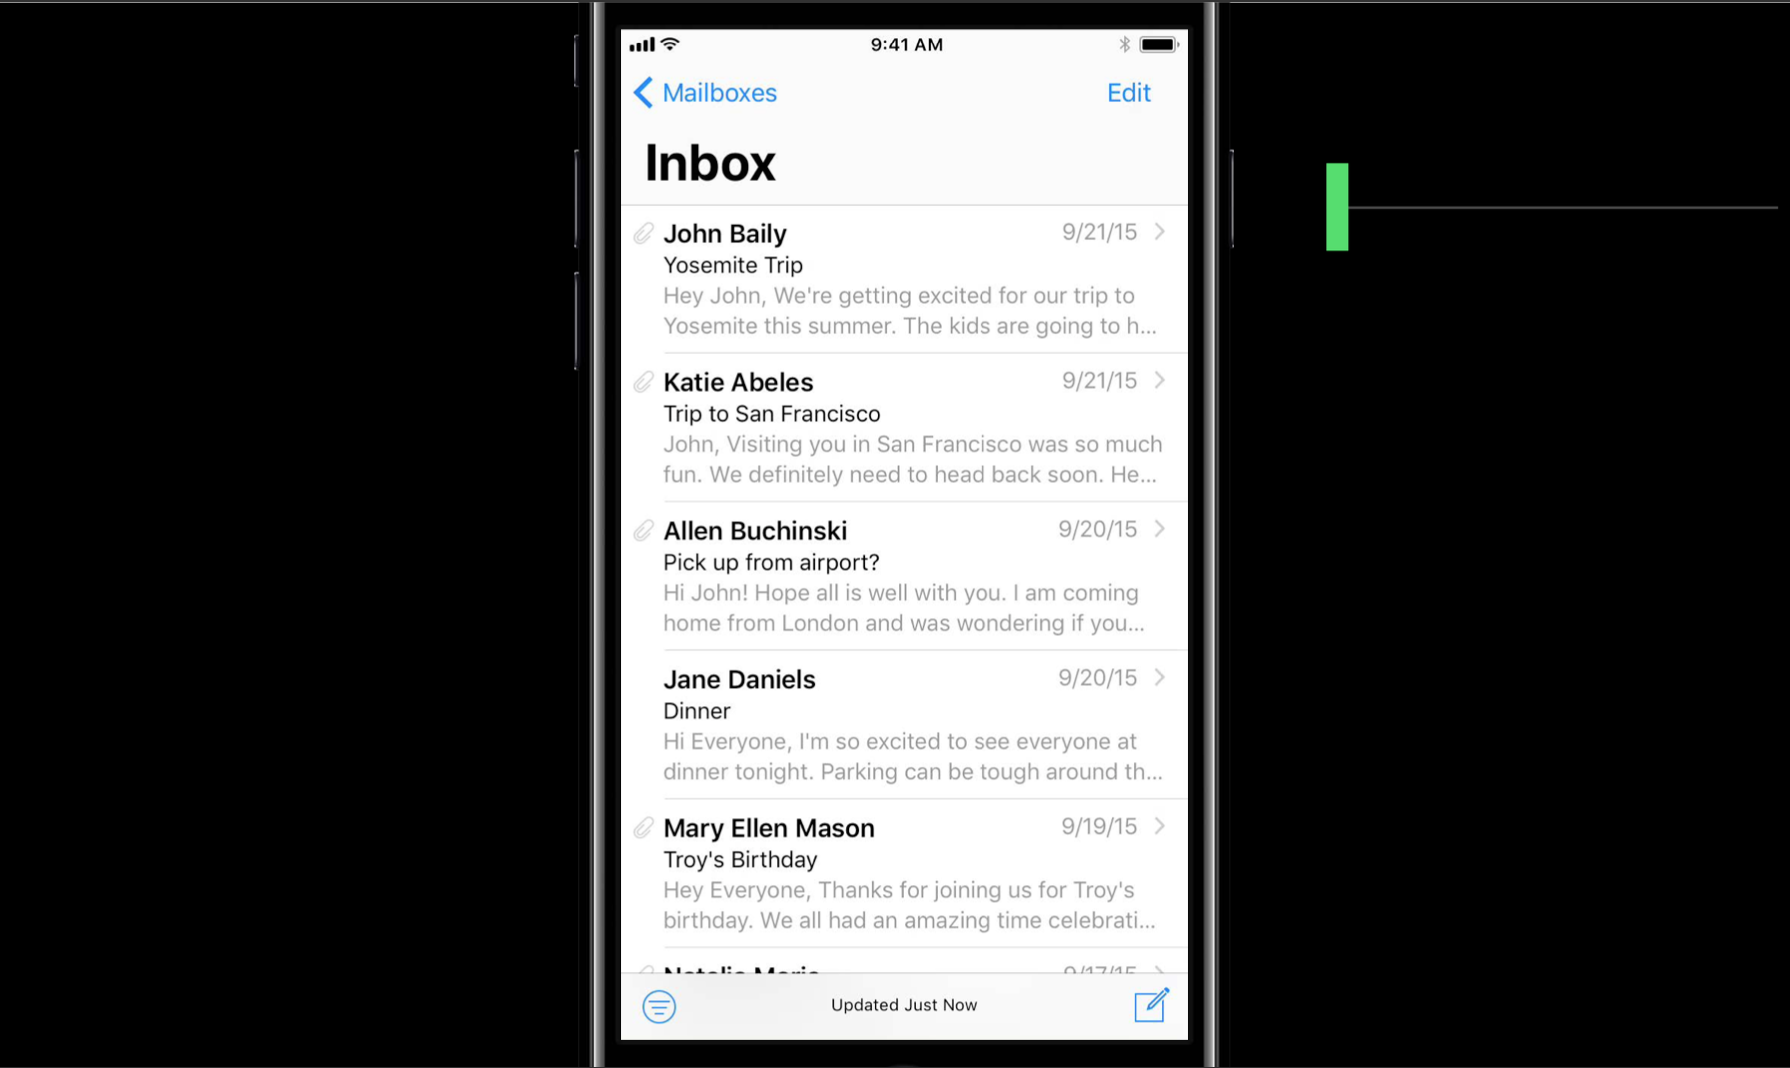 9:41 AM
Mailboxes
Edit
Inbox
John Baily 9/21/15
Yosemite Trip
Hey John, We're getting excited for our trip to
Yosemite this summer. The kids are going to h...
Katie Abeles 9/21/15
Trip to San Francisco
John, Visiting you in San Francisco was so much
fun. We definitely need to head back soon. He...
Allen Buchinski 9/20/15
Pick up from airport?
Hi John! Hope all is well with you. I am coming
home from London and was wondering if you...
Jane Daniels 9/20/15
Dinner
Hi Everyone, I'm so excited to see everyone at
dinner tonight. Parking can be tough around th...
Mary Ellen Mason 9/19/15
Troy's Birthday
Hey Everyone, Thanks for joining us for Troy's
birthday. We all had an amazing time celebrati...
9/17/15
Updated Just Now